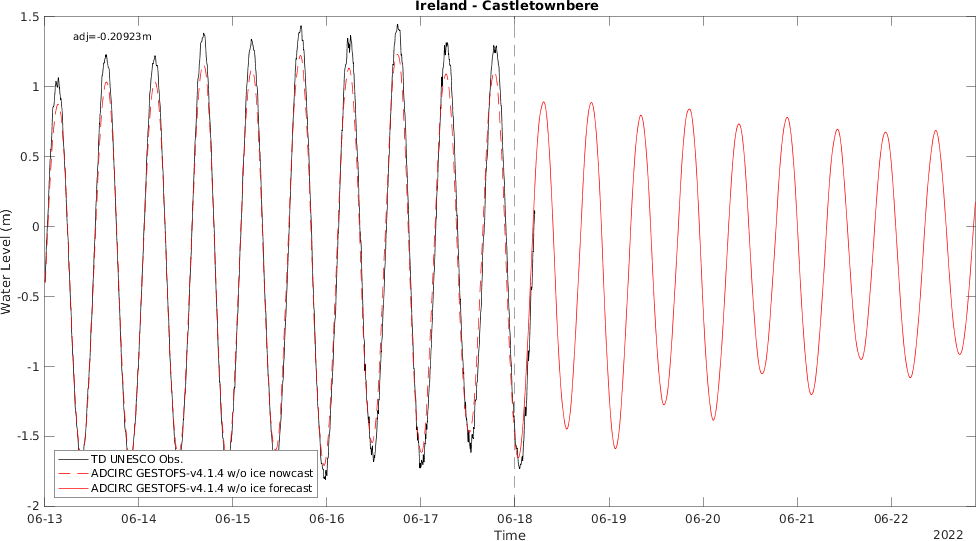 Ireland - Castletownbere
adj=-0.20923m
1.5
1
0.5
0
-0.5
-1
-1.5
-2
Water Level (m)
TD UNESCO Obs.
ADCIRC GESTOFS-v4.1.4 w/o ice nowcast
ADCIRC GESTOFS-v4.1.4 w/o ice forecast
06-13 06-14 06-15 06-16 06-17 06-18 06-19 06-20 06-21 06-22
Time
2022